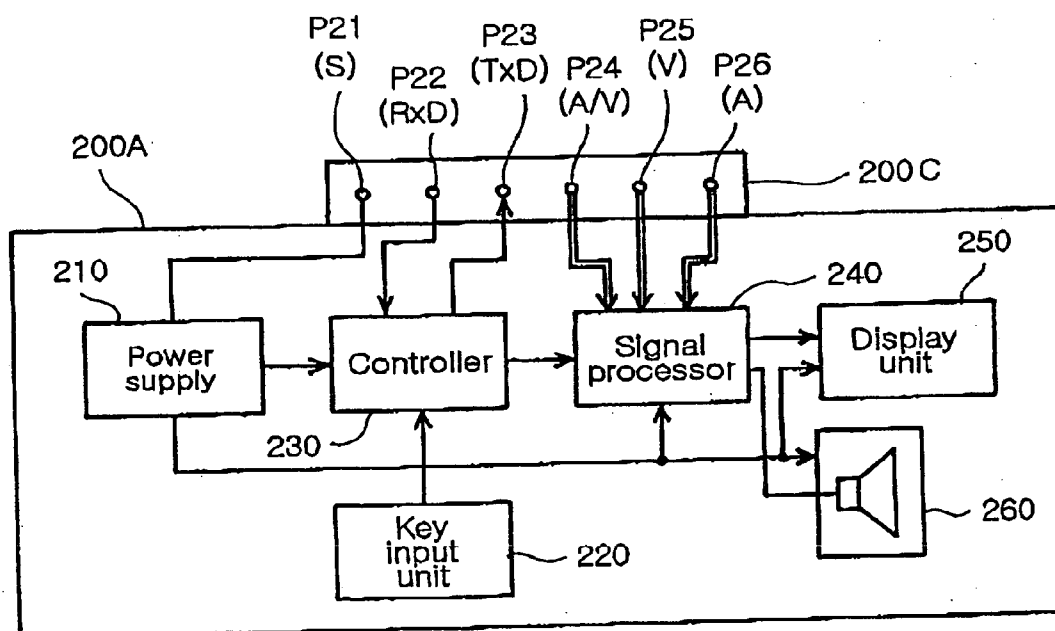 P21
(S)
P22
(RxD)
P23
(TxD)
P24
(A/V)
P25
(V)
P26
(A)
200A
200C
210
240
250
Power
supply
Controller
Signal
processor
Display
unit
230
260
Key
input
unit
220